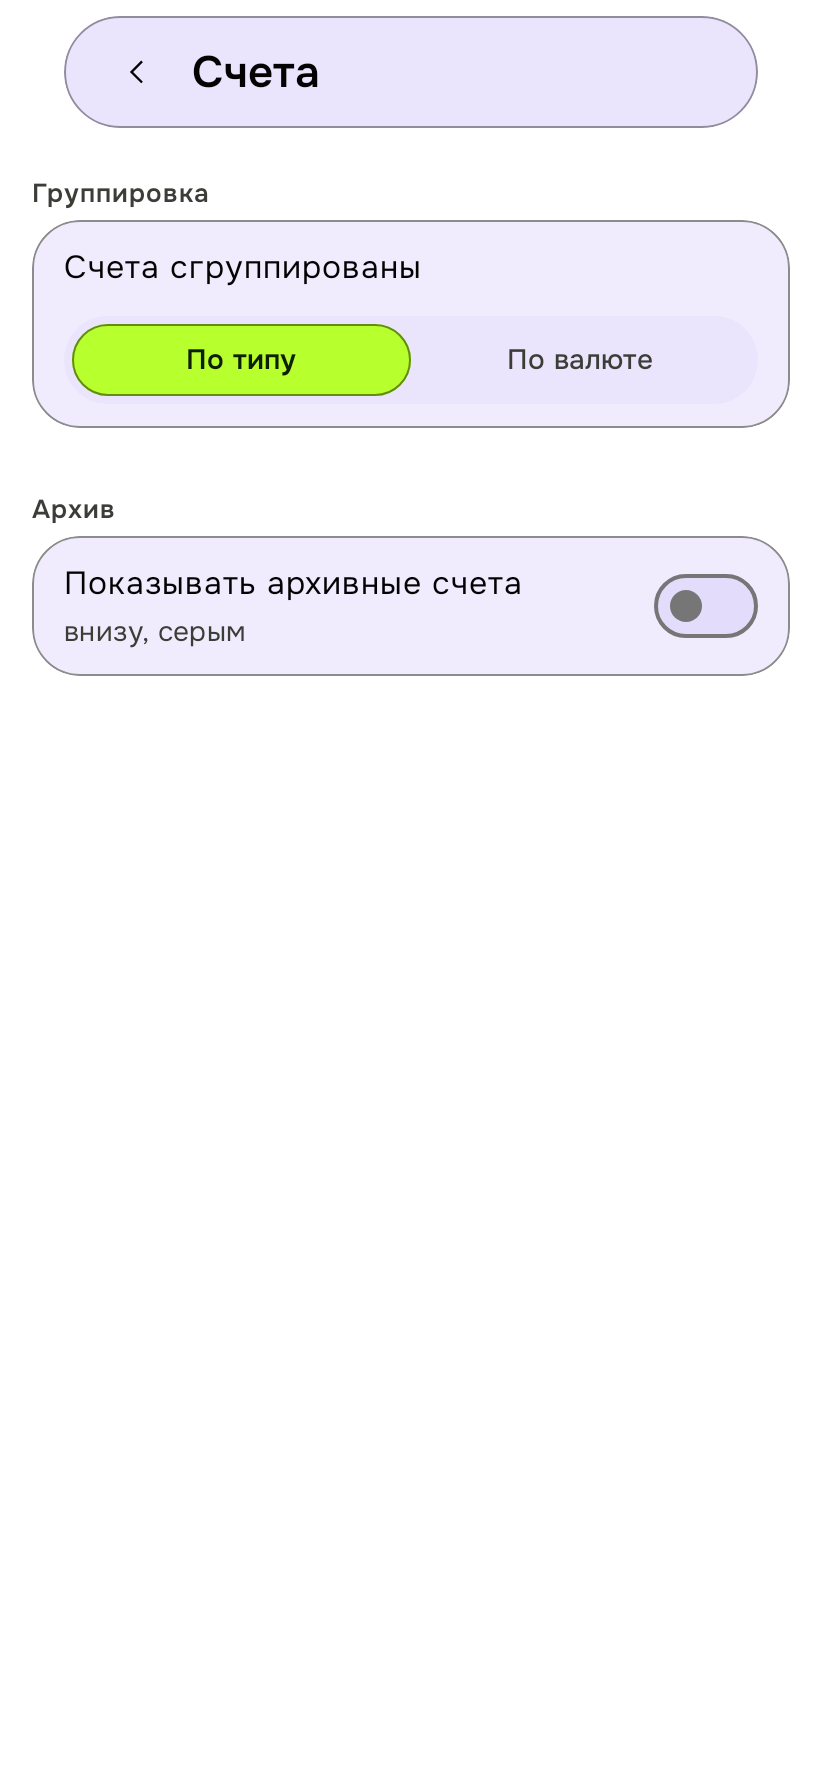 Счета
Группировка
Счета сгруппированы
По типу
По валюте
Архив
Показывать архивные счета
внизу, серым